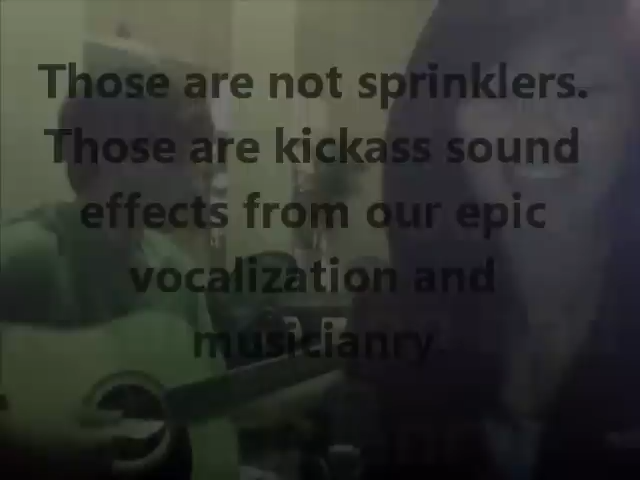 Those are not sprinklers.
Those are kickass sound
effects from our epic
vocalization and
musicianry